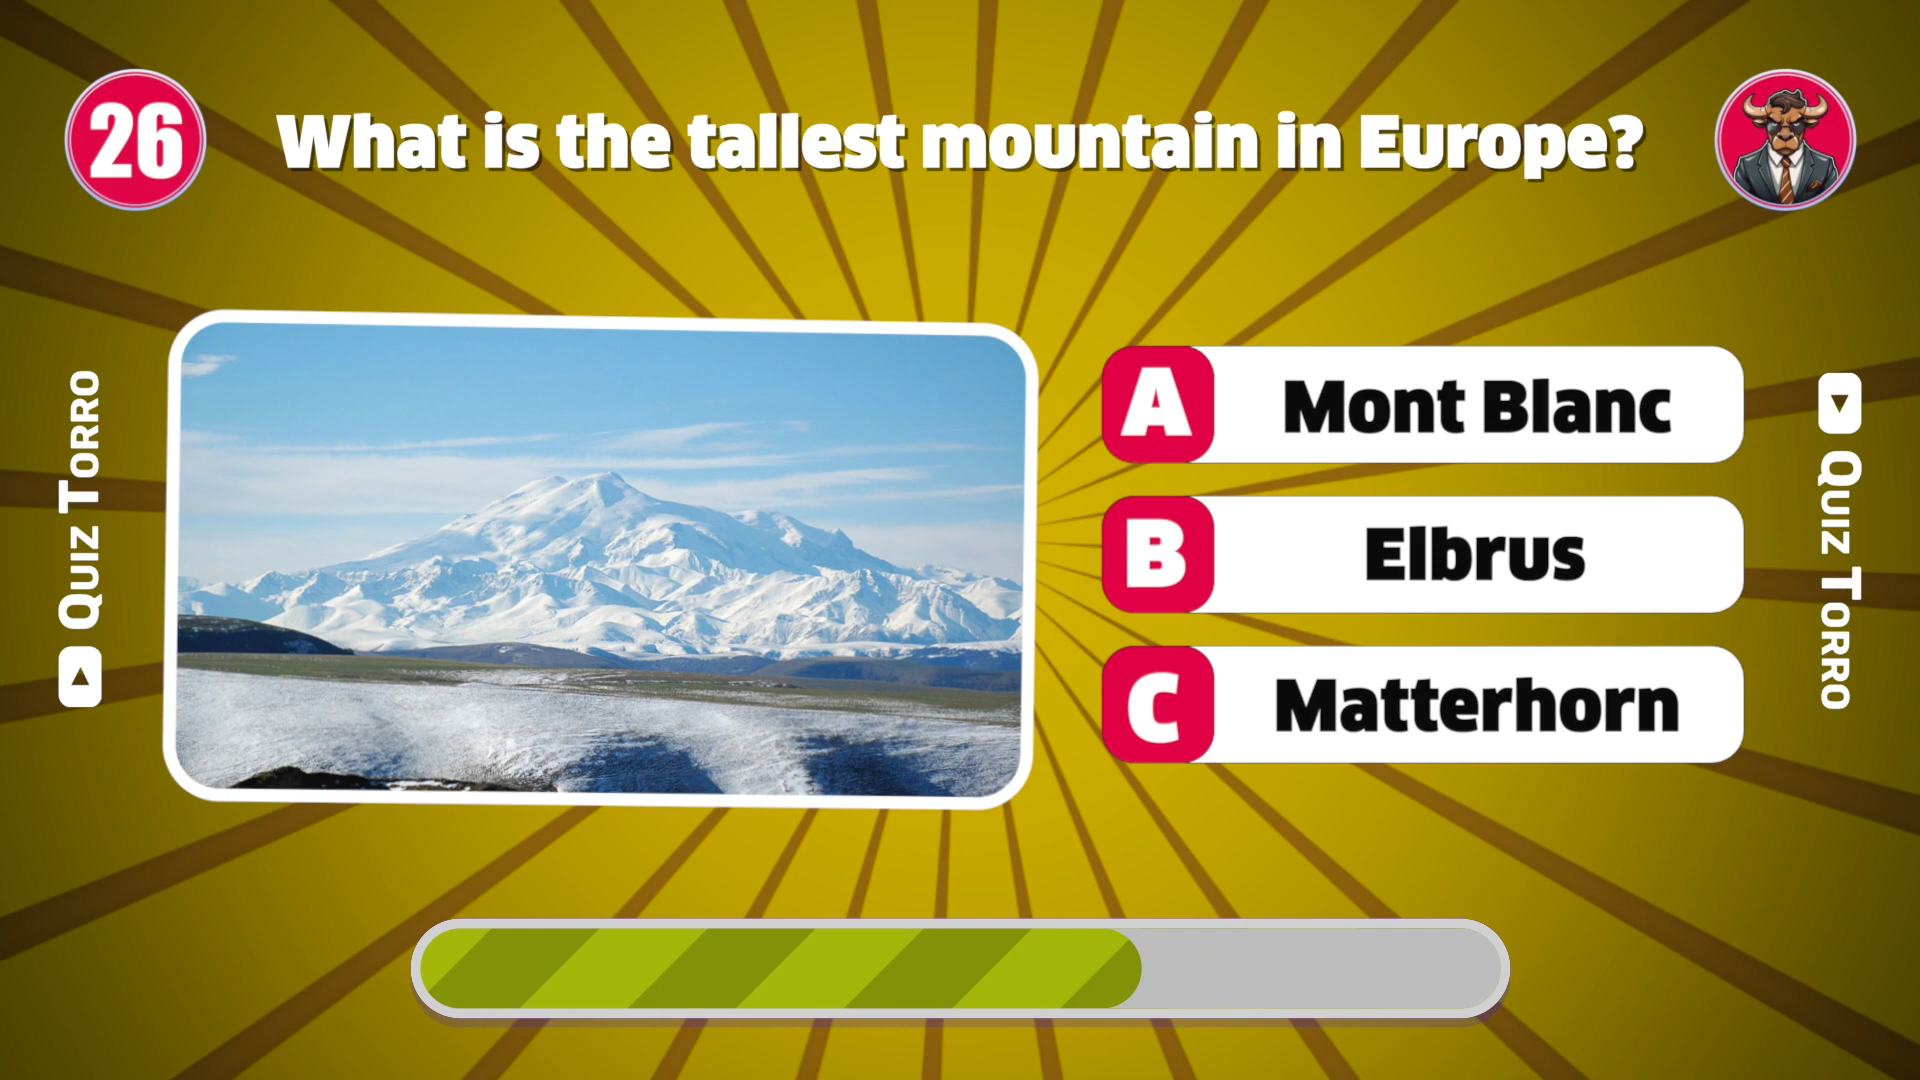 26
What is the tallest mountain in Europe?
QUIZ TORRO
A Mont Blanc
B Elbrus
C Matterhorn
QUIZ TORRO